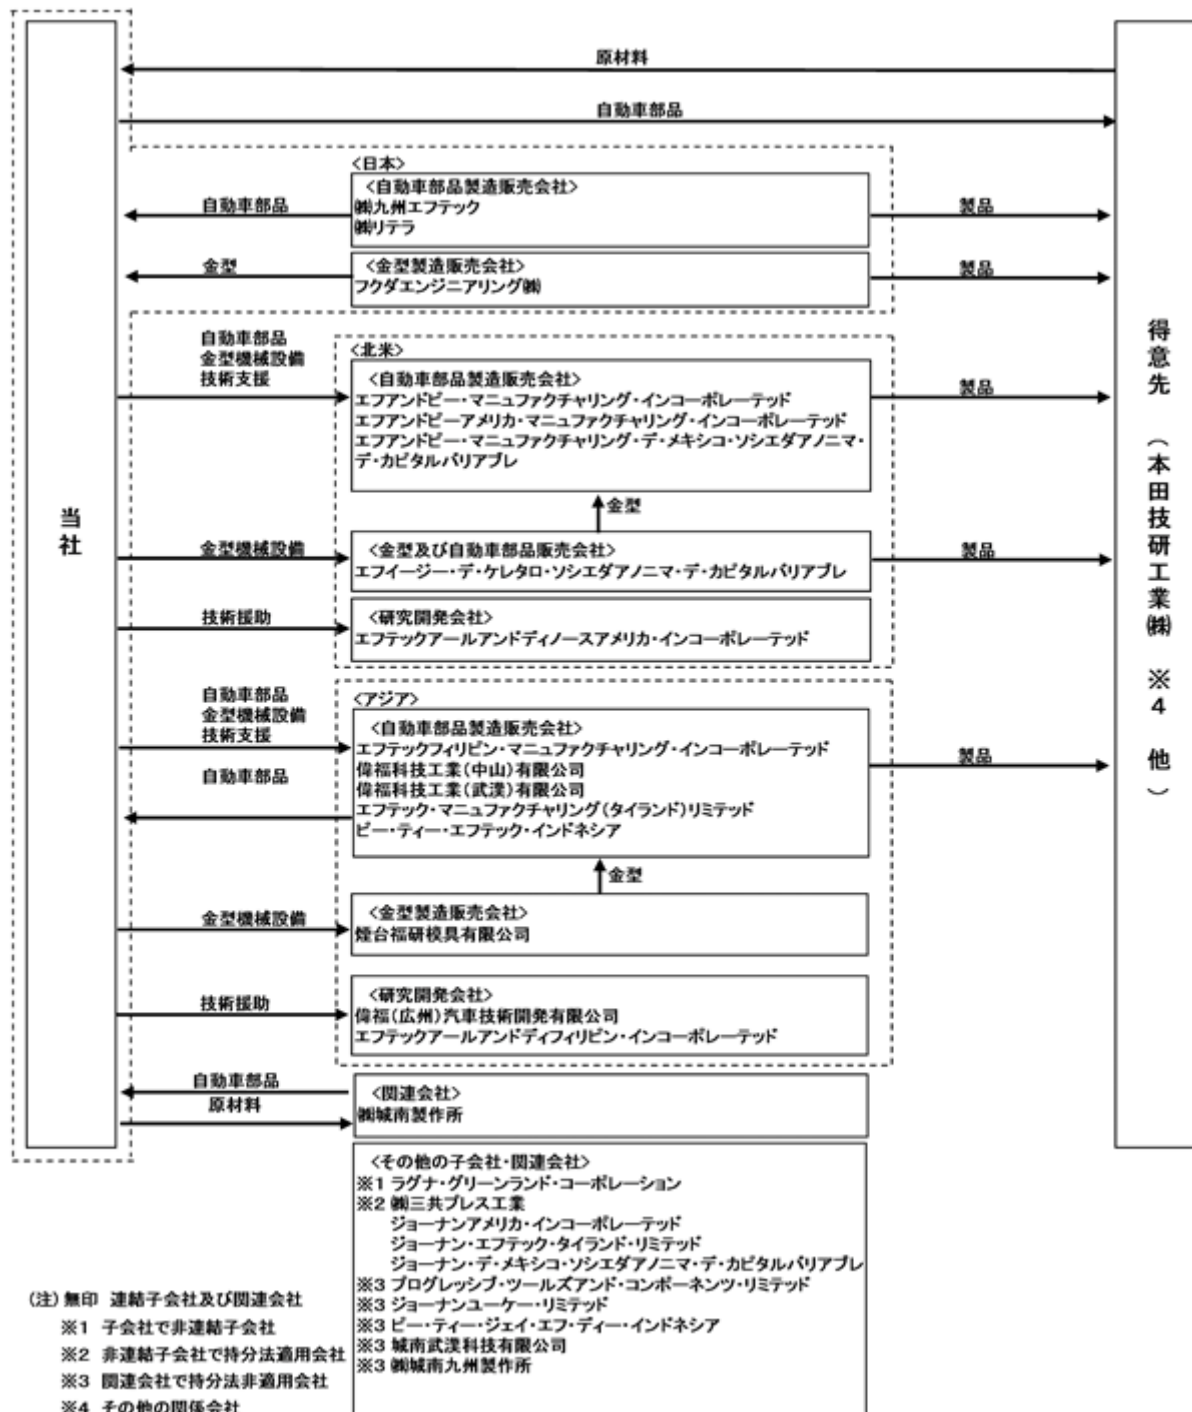 原材料
自動車部品
当社
得意先 （本田技研工業㈱ ※４ 他）
<日本>
<自動車部品製造販売会社>
㈱九州エフテック
㈱リテラ
自動車部品
製品
<金型製造販売会社>
フクダエンジニアリング㈱
金型
製品
自動車部品
金型機械設備
技術支援
<北米>
<自動車部品製造販売会社>
エフアンドピー・マニュファクチャリング・インコーポレーテッド
エフアンドピーアメリカ・マニュファクチャリング・インコーポレーテッド
エフアンドピー・マニュファクチャリング・デ・メキシコ・ソシエダアノニマ・
デ・カピタルバリアブレ
製品
金型
金型機械設備
<金型及び自動車部品販売会社>
エフイージー・デ・ケレタロ・ソシエダアノニマ・デ・カピタルバリアブレ
製品
技術援助
<研究開発会社>
エフテックアールアンドディノースアメリカ・インコーポレーテッド
自動車部品
金型機械設備
技術支援
自動車部品
<アジア>
<自動車部品製造販売会社>
エフテックフィリピン・マニュファクチャリング・インコーポレーテッド
偉福科技工業(中山)有限公司
偉福科技工業(武漢)有限公司
エフテック・マニュファクチャリング(タイランド)リミテッド
ピー・ティー・エフテック・インドネシア
製品
金型
金型機械設備
<金型製造販売会社>
煙台福研模具有限公司
技術援助
<研究開発会社>
偉福(広州)汽車技術開発有限公司
エフテックアールアンドディフィリピン・インコーポレーテッド
自動車部品
原材料
<関連会社>
㈱城南製作所
<その他の子会社・関連会社>
※1 ラグナ・グリーンランド・コーポレーション
※2 ㈱三共プレス工業
ジョーナンアメリカ・インコーポレーテッド
ジョーナン・エフテック・タイランド・リミテッド
ジョーナン・デ・メキシコ・ソシエダアノニマ・デ・カピタルバリアブレ
※3 プログレッシブ・ツールズアンド・コンポーネンツ・リミテッド
※3 ジョーナンユーケー・リミテッド
※3 ピー・ティー・ジェイ・エフ・ディー・インドネシア
※3 城南武漢科技有限公司
※3 ㈱城南九州製作所
(注) 無印 連結子会社及び関連会社
※1 子会社で非連結子会社
※2 非連結子会社で持分法適用会社
※3 関連会社で持分法非適用会社
※4 その他の関係会社